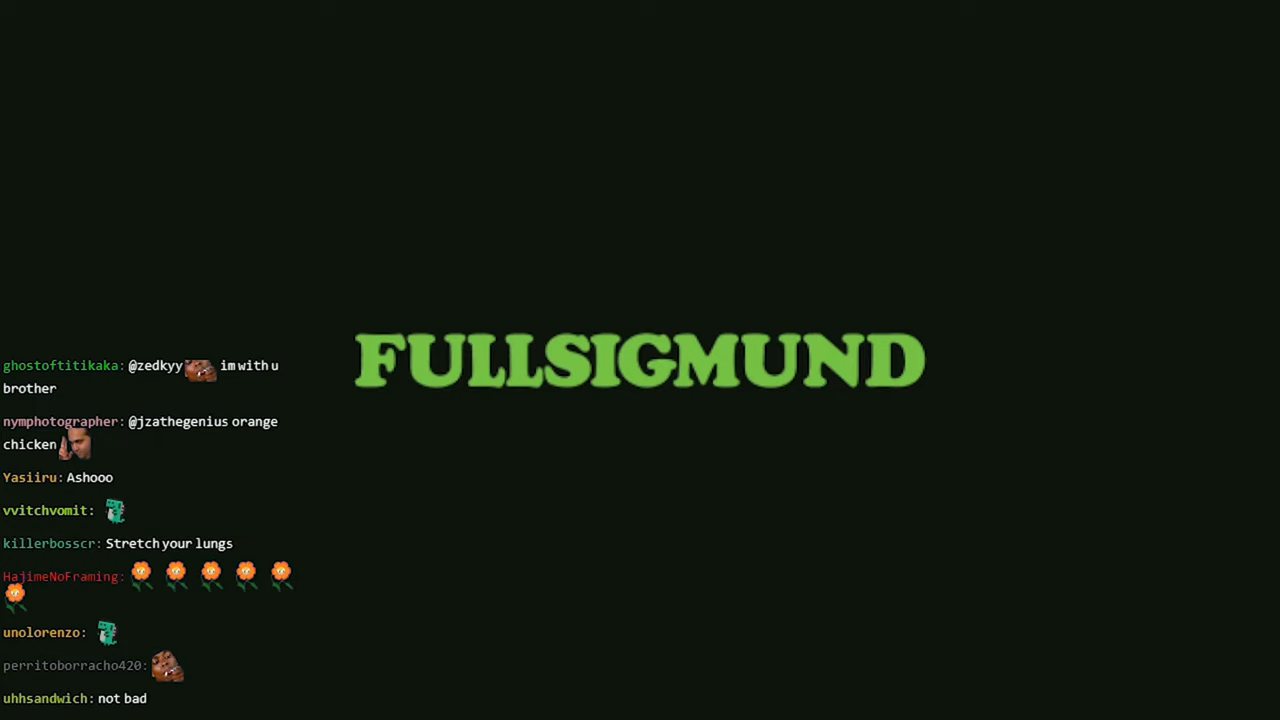 FULLSIGMUND
ghostoftitikaka: @zedkyy im with u
brother
nymphotographer: @jzathegenius orange
chicken
Yasiiru: Ashooo
vvitchvomit:
killerbosscr: Stretch your lungs
HajimeNoFraming:
unolorenzo:
perritoborracho420:
uhhsandwich: not bad